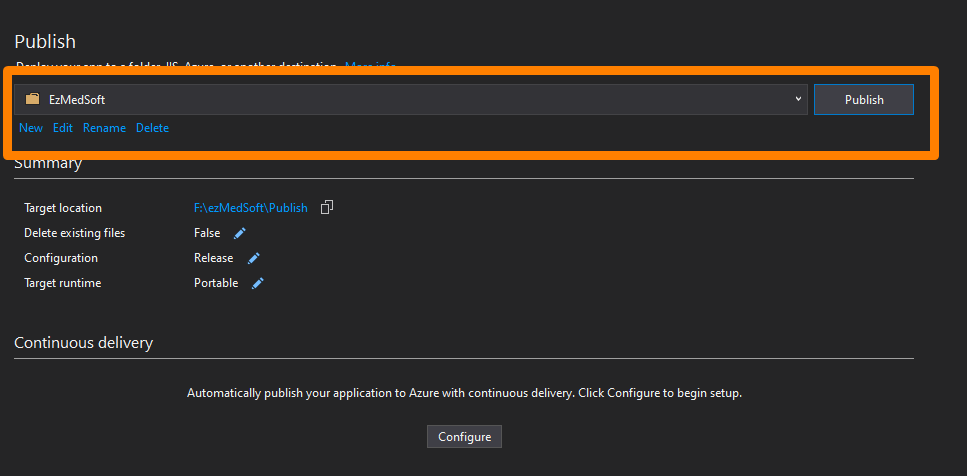 Publish
Deploy your app to a folder, IIS, Azure, or another destination. More info
EzMedSoft
Publish
New Edit Rename Delete
Summary
Target location F:\ezMedSoft\Publish
Delete existing files False
Configuration Release
Target runtime Portable
Continuous delivery
Automatically publish your application to Azure with continuous delivery. Click Configure to begin setup.
Configure